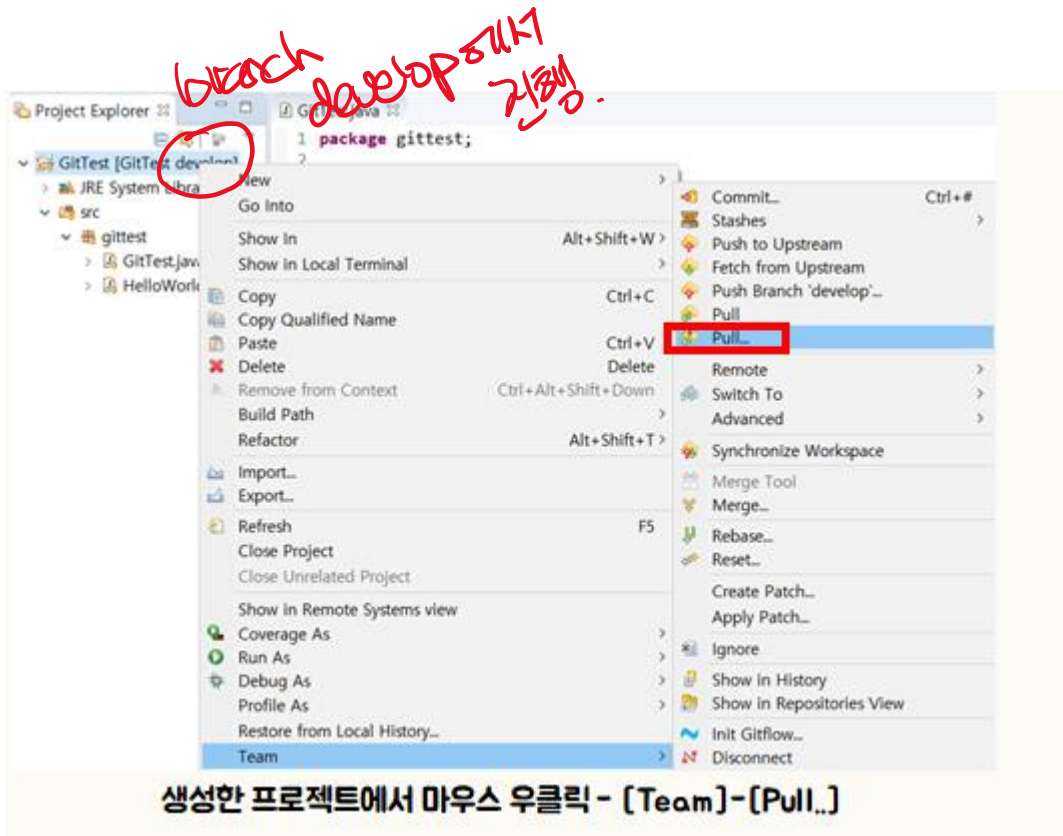 branch
develop해서
진행.
Project Explorer
GitTest.java
1 package gittest;
2
GitTest [GitTest develop]
JRE System Libra
src
gittest
GitTest.jav
HelloWorld
New
Go Into
Show In Alt+Shift+W >
Show in Local Terminal >
Copy Ctrl+C
Copy Qualified Name
Paste Ctrl+V
Delete Delete
Remove from Context Ctrl+Alt+Shift+Down
Build Path >
Refactor Alt+Shift+T >
Import...
Export...
Refresh F5
Close Project
Close Unrelated Project
Show in Remote Systems view
Coverage As >
Run As >
Debug As >
Profile As >
Restore from Local History...
Team >
Commit... Ctrl+#
Stashes >
Push to Upstream
Fetch from Upstream
Push Branch 'develop'...
Pull
Pull...
Remote >
Switch To >
Advanced >
Synchronize Workspace
Merge Tool
Merge...
Rebase...
Reset...
Create Patch...
Apply Patch...
Ignore
Show in History
Show in Repositories View
Init Gitflow...
Disconnect
생성한 프로젝트에서 마우스 우클릭 - [Team]-[Pull..]